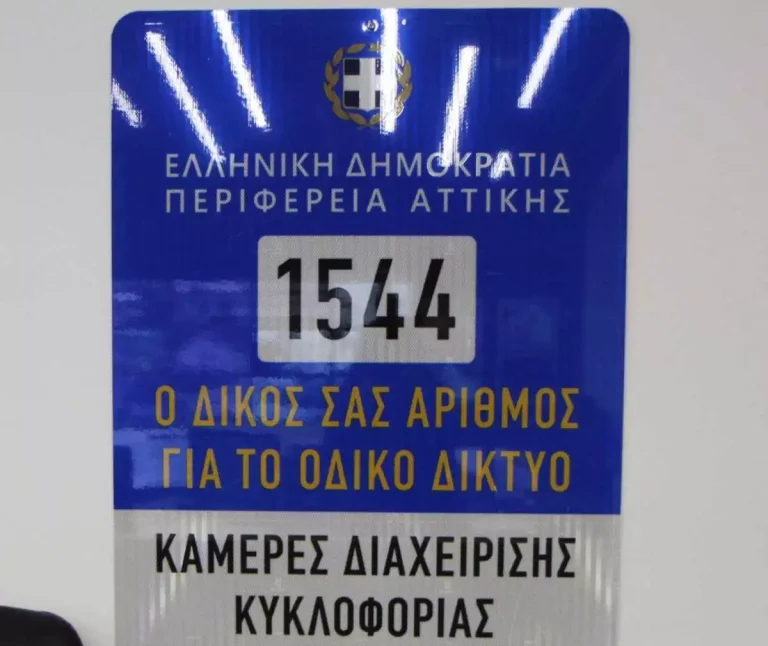 ΕΛΛΗΝΙΚΗ ΔΗΜΟΚΡΑΤΙΑ
ΠΕΡΙΦΕΡΕΙΑ ΑΤΤΙΚΗΣ
1544
Ο ΔΙΚΟΣ ΣΑΣ ΑΡΙΘΜΟΣ
ΓΙΑ ΤΟ ΟΔΙΚΟ ΔΙΚΤΥΟ
ΚΑΜΕΡΕΣ ΔΙΑΧΕΙΡΙΣΗΣ
ΚΥΚΛΟΦΟΡΙΑΣ